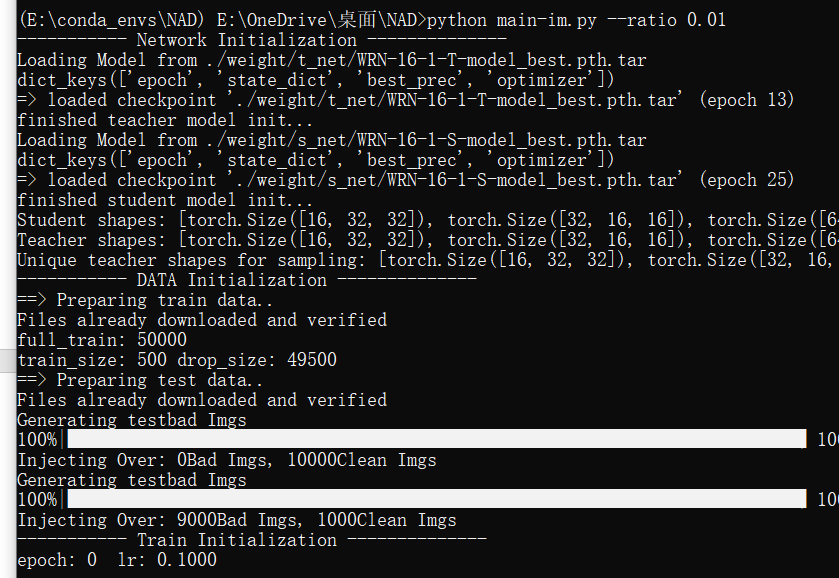 (E:\conda_envs\NAD) E:\OneDrive\桌面\NAD>python main-im.py --ratio 0.01
----------- Network Initialization --------------
Loading Model from ./weight/t_net/WRN-16-1-T-model_best.pth.tar
dict_keys(['epoch', 'state_dict', 'best_prec', 'optimizer'])
=> loaded checkpoint './weight/t_net/WRN-16-1-T-model_best.pth.tar' (epoch 13)
finished teacher model init...
Loading Model from ./weight/s_net/WRN-16-1-S-model_best.pth.tar
dict_keys(['epoch', 'state_dict', 'best_prec', 'optimizer'])
=> loaded checkpoint './weight/s_net/WRN-16-1-S-model_best.pth.tar' (epoch 25)
finished student model init...
Student shapes: [torch.Size([16, 32, 32]), torch.Size([32, 16, 16]), torch.Size([6
Teacher shapes: [torch.Size([16, 32, 32]), torch.Size([32, 16, 16]), torch.Size([6
Unique teacher shapes for sampling: [torch.Size([16, 32, 32]), torch.Size([32, 16,
----------- DATA Initialization --------------
==> Preparing train data..
Files already downloaded and verified
full_train: 50000
train_size: 500 drop_size: 49500
==> Preparing test data..
Files already downloaded and verified
Generating testbad Imgs
100%| | 10
Injecting Over: 0Bad Imgs, 10000Clean Imgs
Generating testbad Imgs
100%| | 10
Injecting Over: 9000Bad Imgs, 1000Clean Imgs
----------- Train Initialization --------------
epoch: 0  lr: 0.1000